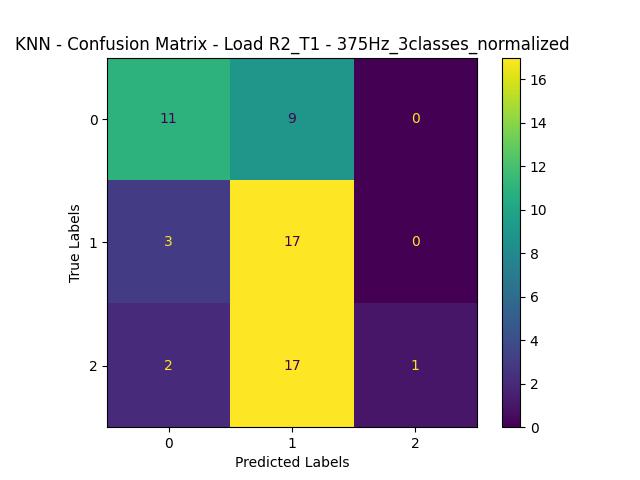 KNN - Confusion Matrix - Load R2_T1 - 375Hz_3classes_normalized
True Labels
0 11 9 0
1 3 17 0
2 2 17 1
0 1 2
Predicted Labels
16
14
12
10
8
6
4
2
0